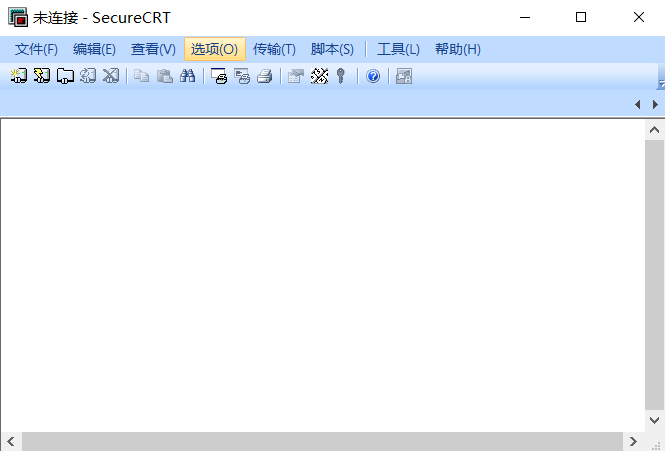 未连接 - SecureCRT
文件(F) 编辑(E) 查看(V) 选项(O) 传输(T) 脚本(S) 工具(L) 帮助(H)